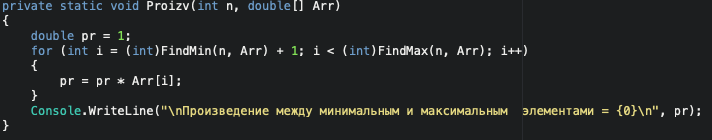 private static void Proizv(int n, double[] Arr)
{
    double pr = 1;
    for (int i = (int)FindMin(n, Arr) + 1; i < (int)FindMax(n, Arr); i++)
    {
        pr = pr * Arr[i];
    }
    Console.WriteLine("\nПроизведение между минимальным и максимальным  элементами = {0}\n", pr);
}